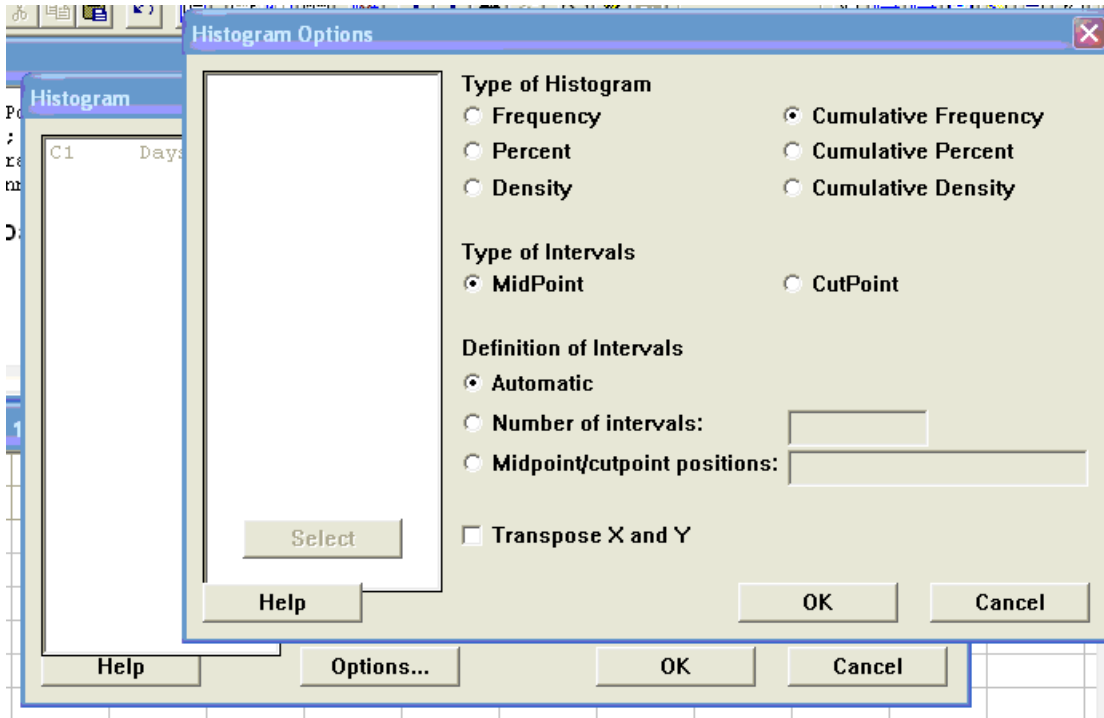 Histogram Options
Type of Histogram
Frequency
Cumulative Frequency
Percent
Cumulative Percent
Density
Cumulative Density
Type of Intervals
MidPoint
CutPoint
Definition of Intervals
Automatic
Number of intervals:
Midpoint/cutpoint positions:
Transpose X and Y
Select
Help
OK
Cancel
Histogram
C1 Days
Help
Options...
OK
Cancel